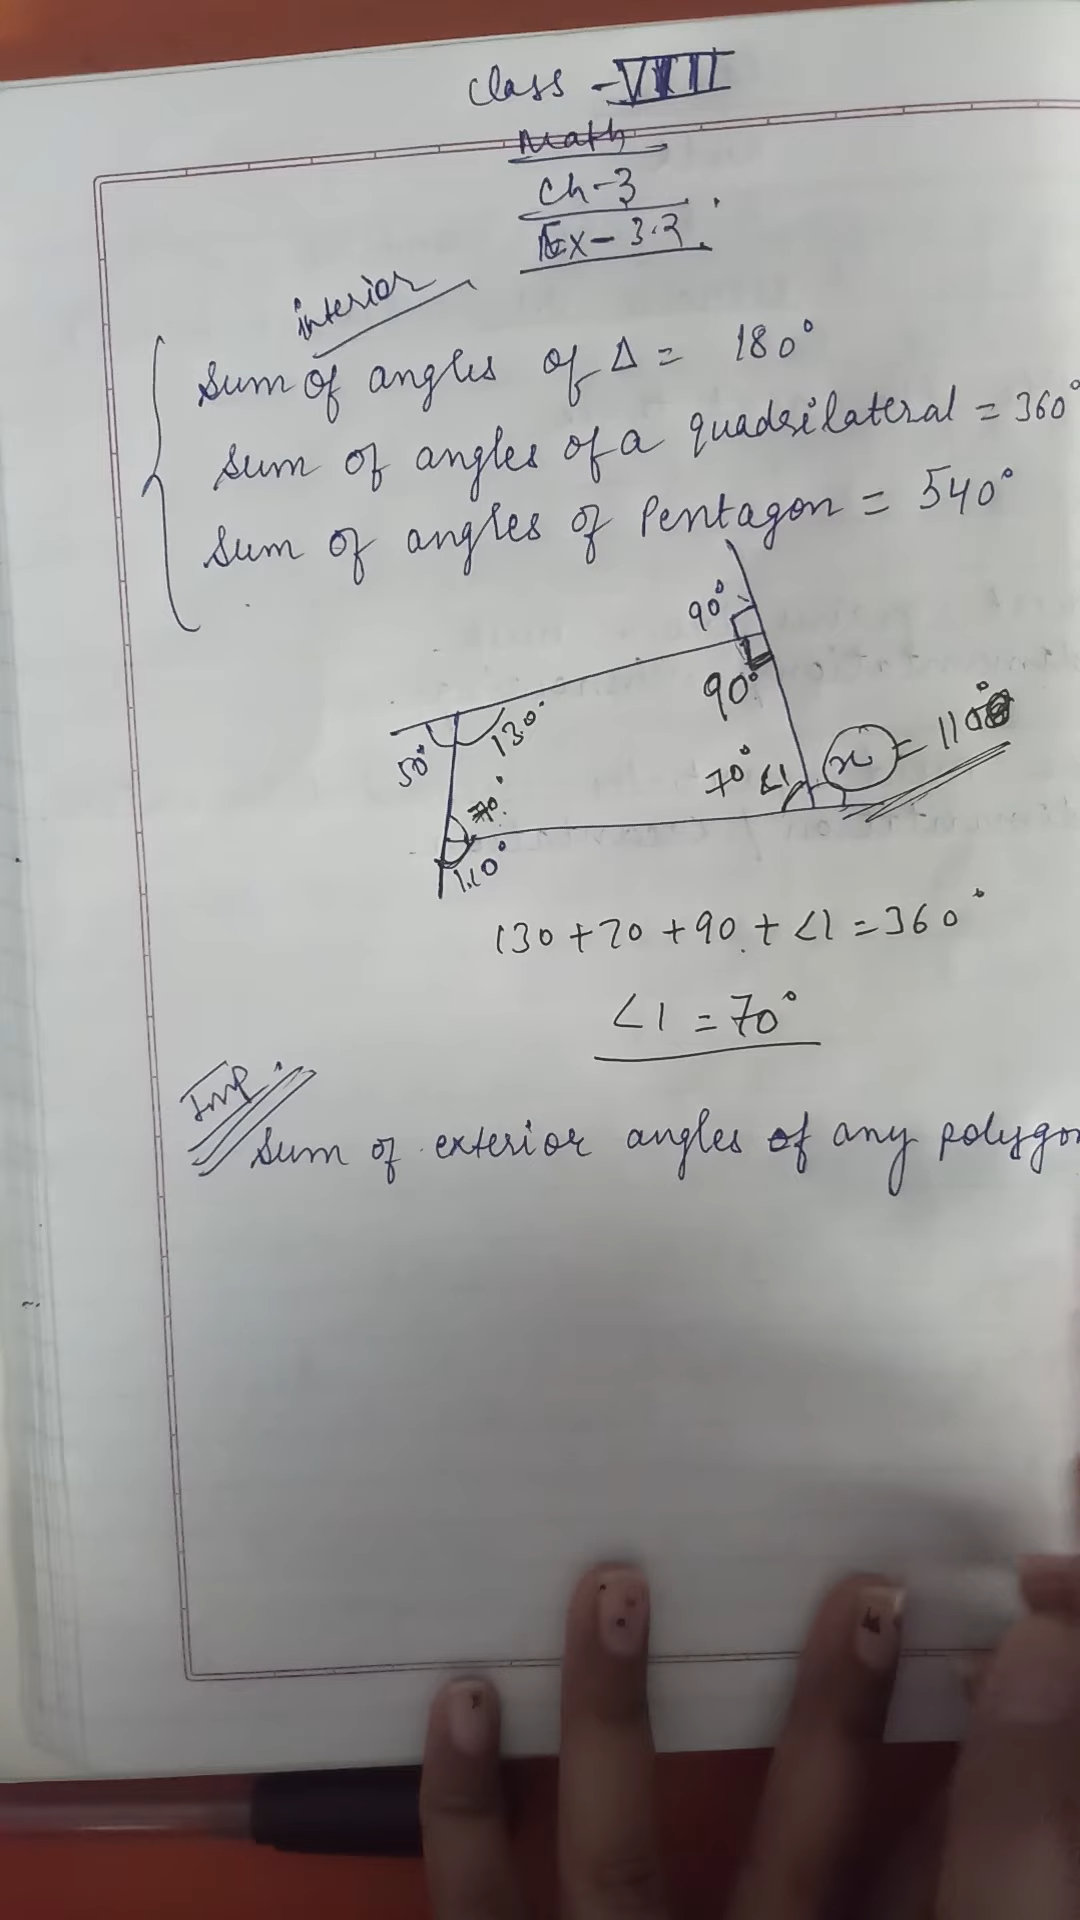 Class - VIII
Math
Ch-3
Ex-3.2
interior
Sum of angles of Δ = 180°
Sum of angles of a quadrilateral = 360°
Sum of angles of Pentagon = 540°
90°
90°
50°
130°
70° ∠1
x = 110°
70°
110°
130 + 70 + 90 + ∠1 = 360°
∠1 = 70°
Imp.
Sum of exterior angles of any polygon